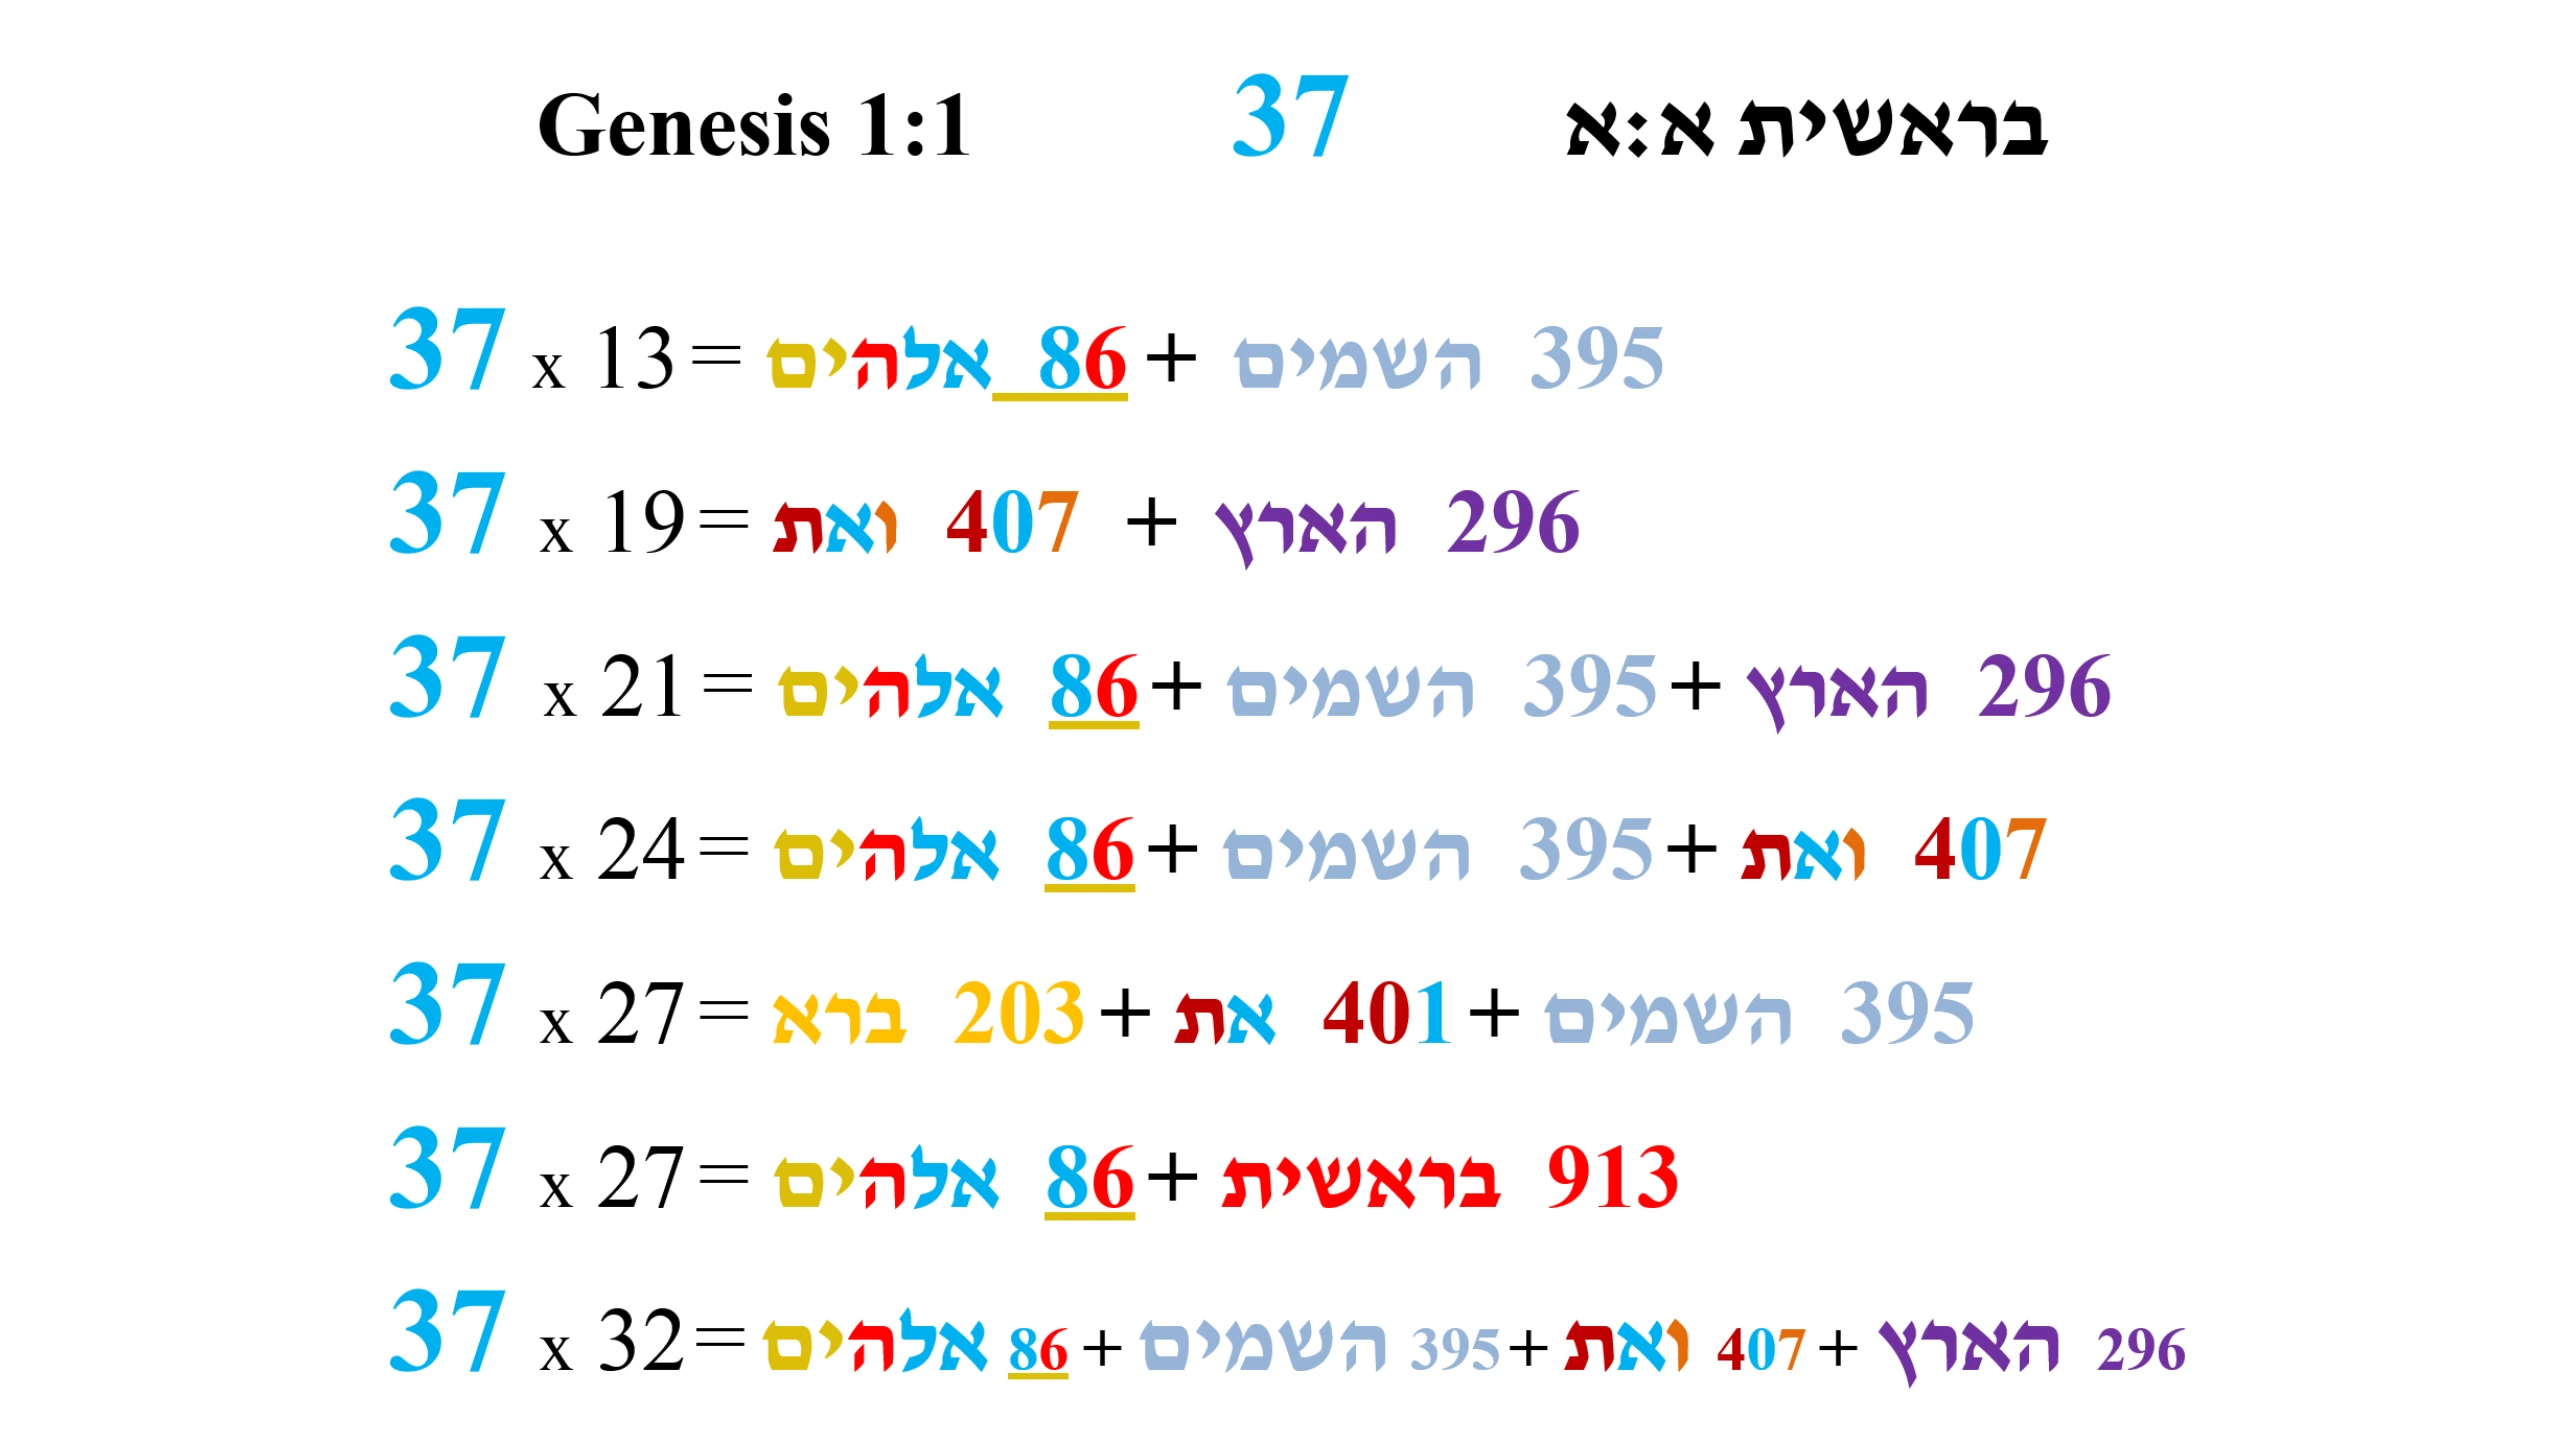 Genesis 1:1 37 בראשית א:א
37 x 13 = אלהים 86 + השמים 395
37 x 19 = ואת 407 + הארץ 296
37 x 21 = אלהים 86 + השמים 395 + הארץ 296
37 x 24 = אלהים 86 + השמים 395 + ואת 407
37 x 27 = ברא 203 + את 401 + השמים 395
37 x 27 = אלהים 86 + בראשית 913
37 x 32 = אלהים 86 + השמים 395 + ואת 407 + הארץ 296